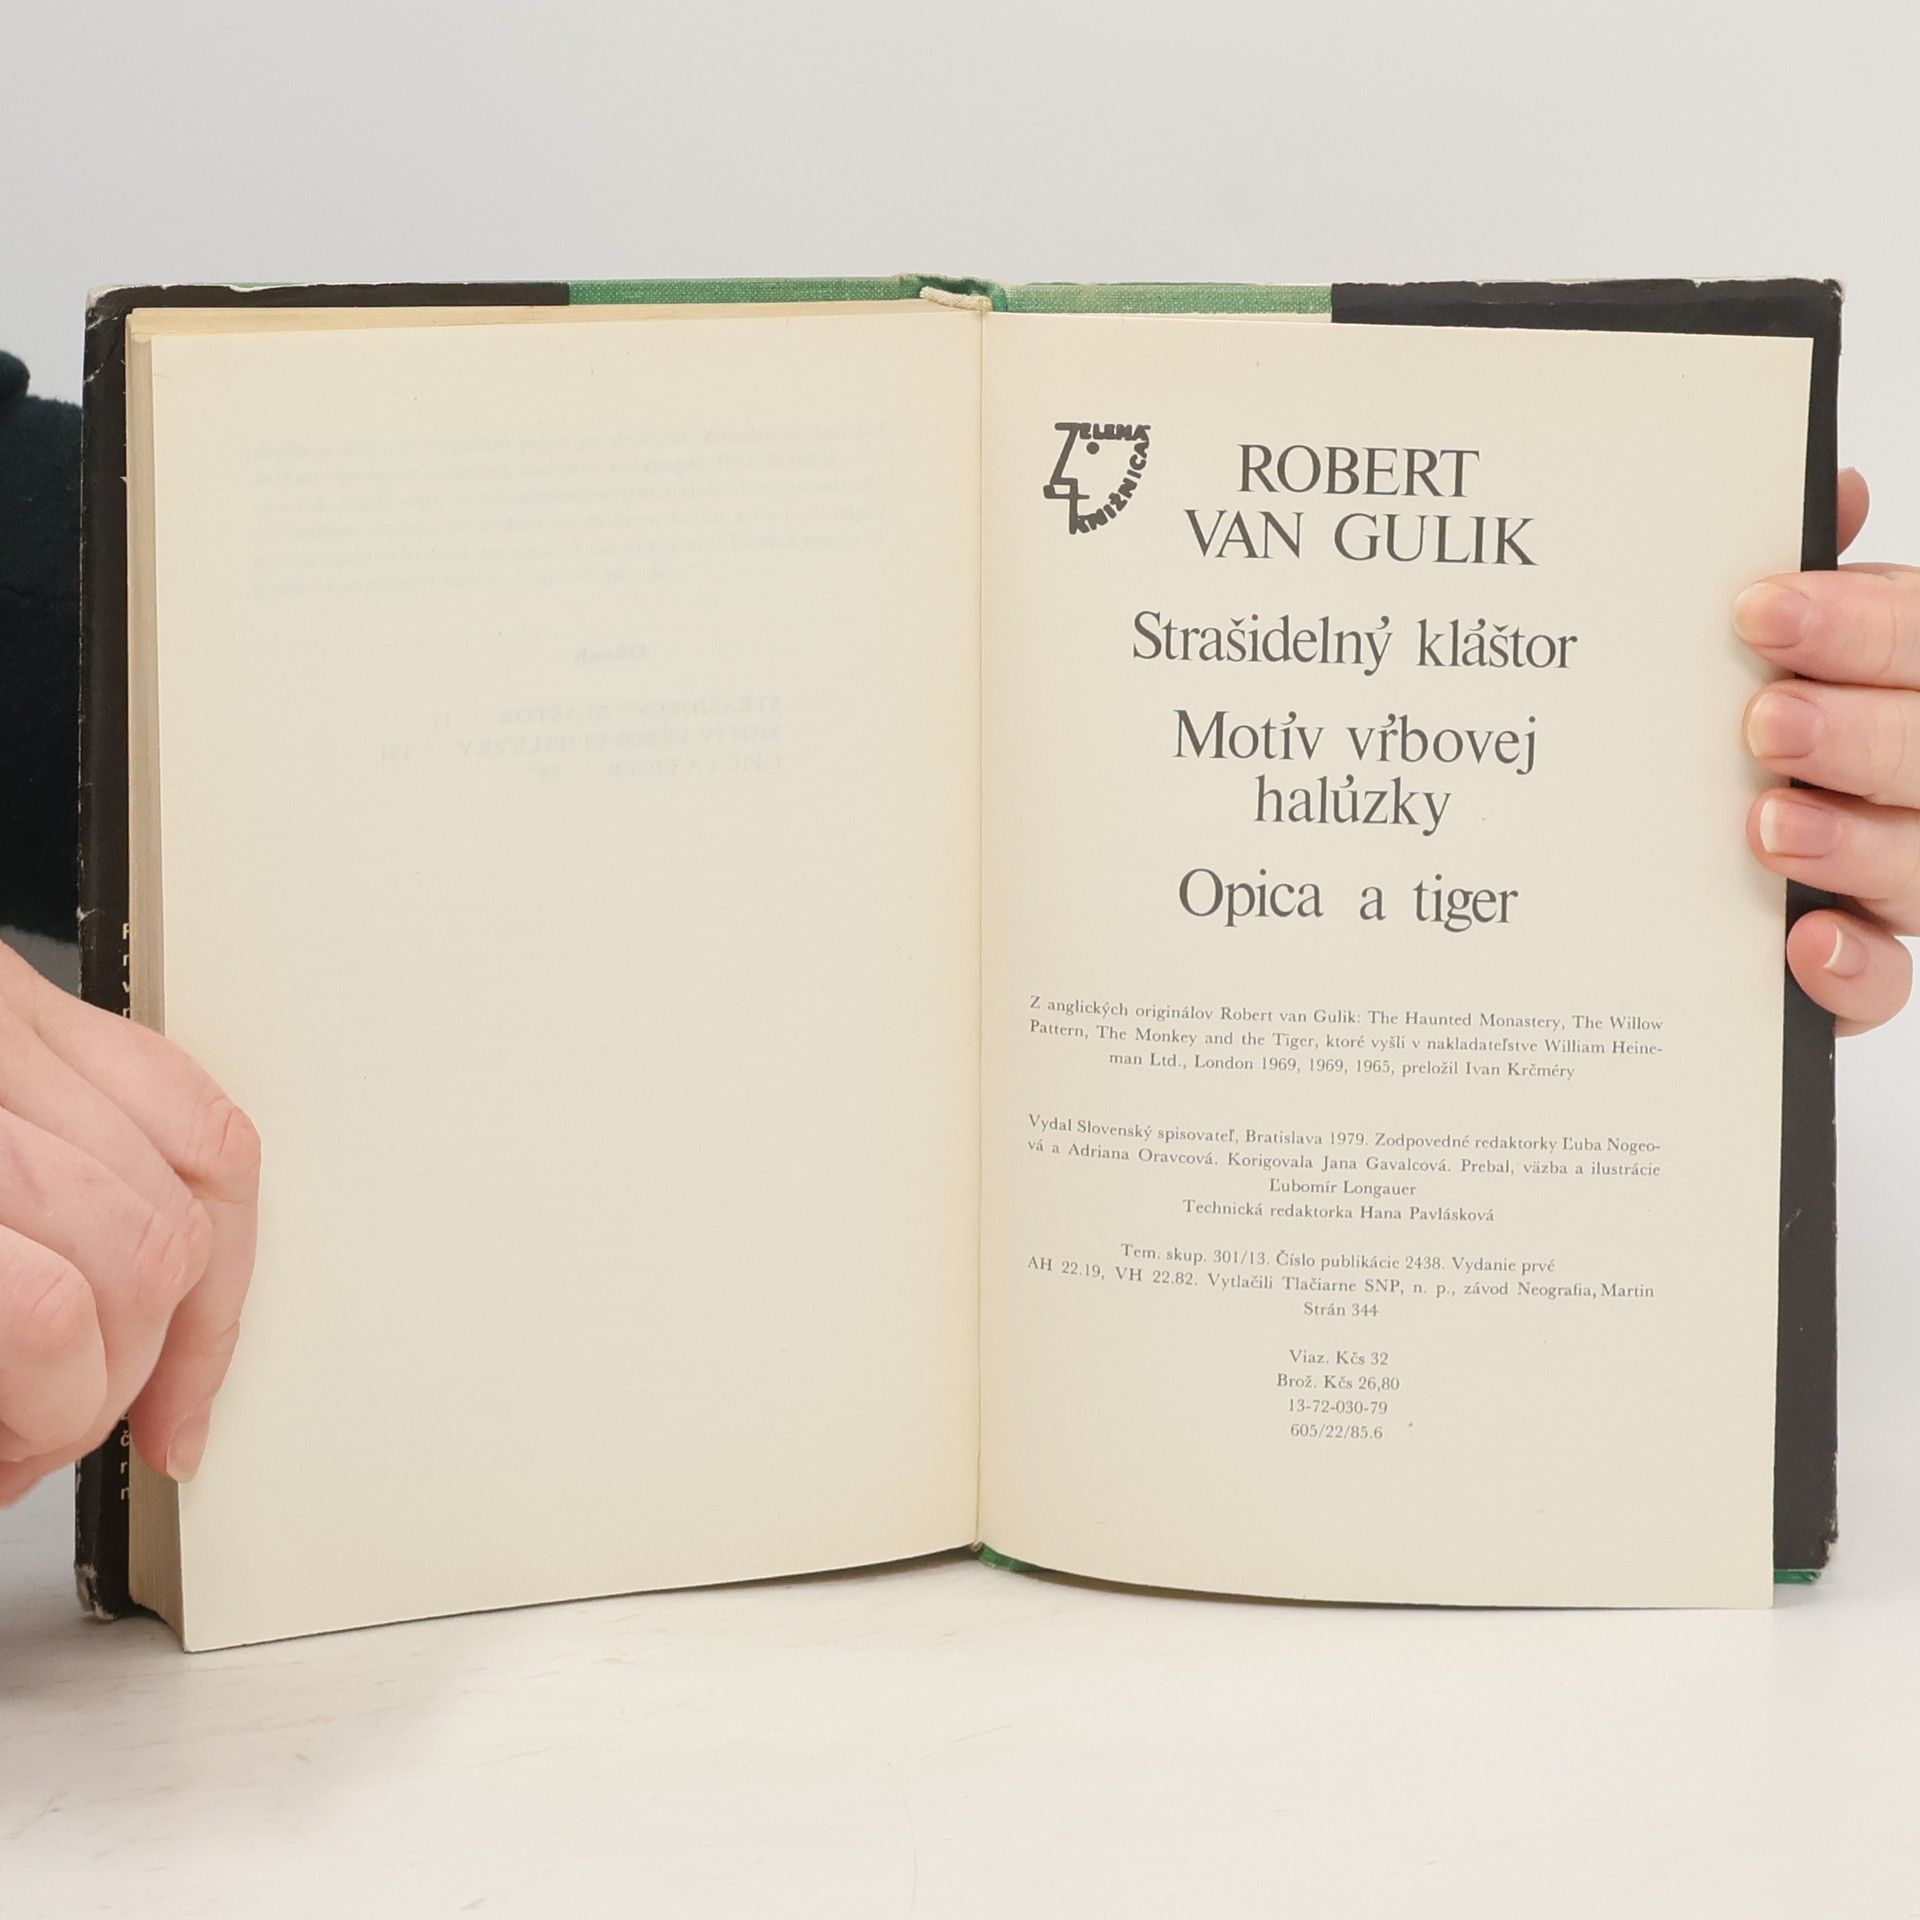 ZELENÁ
KNIŽNICA
ROBERT
VAN GULIK
Strašidelný kláštor
Motív vŕbovej
halúzky
Opica a tiger
Z anglických originálov Robert van Gulik: The Haunted Monastery, The Willow
Pattern, The Monkey and the Tiger, ktoré vyšli v nakladateľstve William Heine-
man Ltd., London 1969, 1969, 1965, preložil Ivan Krčméry
Vydal Slovenský spisovateľ, Bratislava 1979. Zodpovedné redaktorky Ľuba Nogeo-
vá a Adriana Oravcová. Korigovala Jana Gavalcová. Prebal, väzba a ilustrácie
Ľubomír Longauer
Technická redaktorka Hana Pavlásková
Tem. skup. 301/13. Číslo publikácie 2438. Vydanie prvé
AH 22.19, VH 22.82. Vytlačili Tlačiarne SNP, n. p., závod Neografia, Martin
Strán 344
Viaz. Kčs 32
Brož. Kčs 26,80
13-72-030-79
605/22/85.6